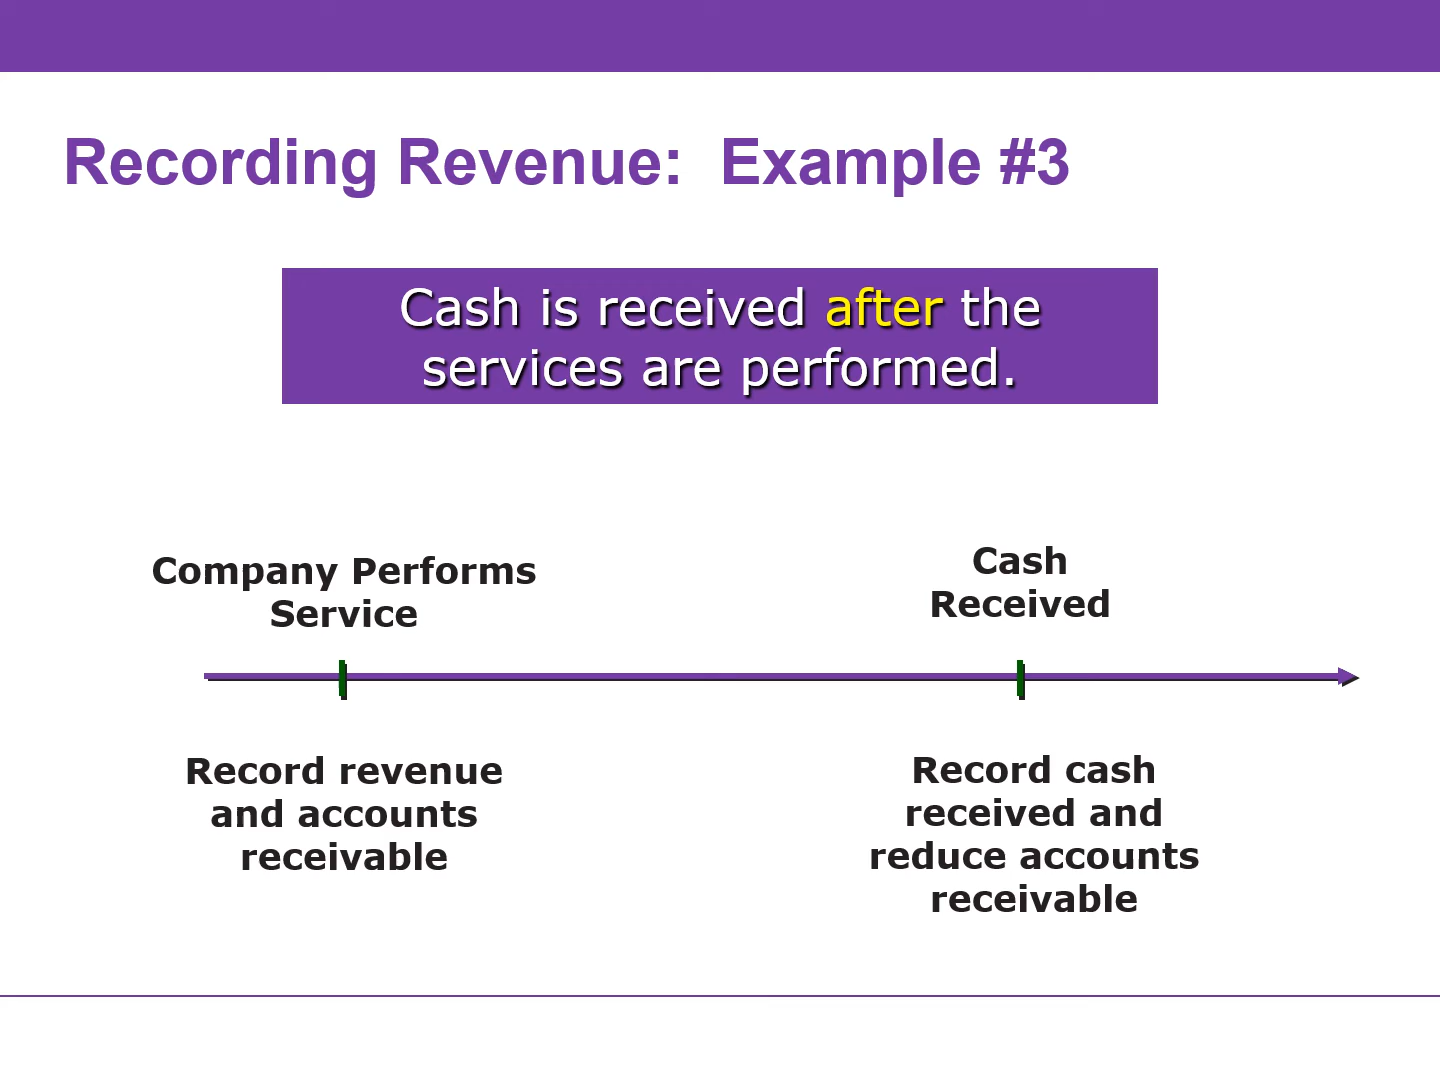 Recording Revenue:  Example #3
Cash is received after the
services are performed.
Company Performs
Service
Cash
Received
Record revenue
and accounts
receivable
Record cash
received and
reduce accounts
receivable